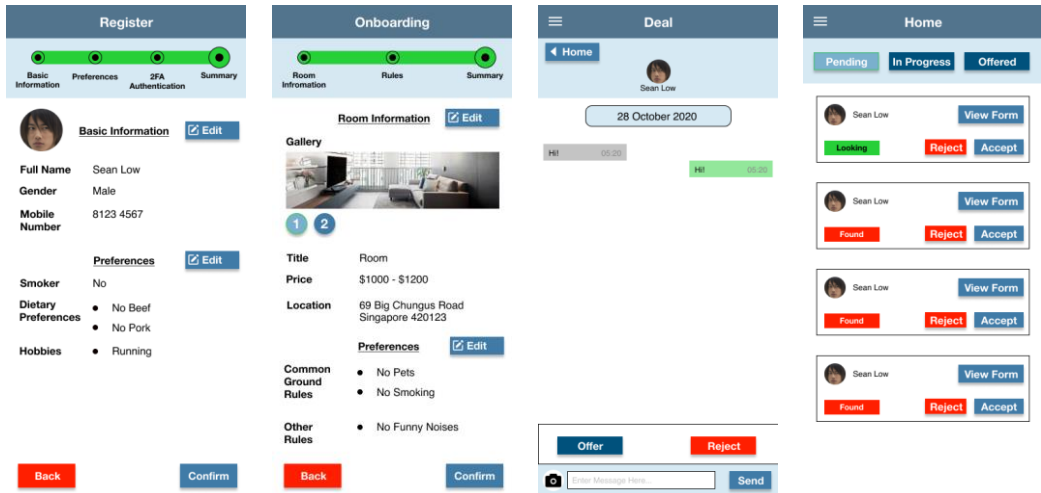 Register
Basic
Information
Preferences
2FA
Authentication
Summary
Basic Information
Edit
Full Name
Sean Low
Gender
Male
Mobile
Number
8123 4567
Preferences
Edit
Smoker
No
Dietary
Preferences
No Beef
No Pork
Hobbies
Running
Back
Confirm
Onboarding
Room
Infromation
Rules
Summary
Room Information
Edit
Gallery
1
2
Title
Room
Price
$1000 - $1200
Location
69 Big Chungus Road
Singapore 420123
Preferences
Edit
Common
Ground
Rules
No Pets
No Smoking
Other
Rules
No Funny Noises
Back
Confirm
Deal
Home
Sean Low
28 October 2020
Hi! 05:20
Hi! 05:20
Offer
Reject
Enter Message Here...
Send
Home
Pending
In Progress
Offered
Sean Low
View Form
Looking
Reject
Accept
Sean Low
View Form
Found
Reject
Accept
Sean Low
View Form
Found
Reject
Accept
Sean Low
View Form
Found
Reject
Accept